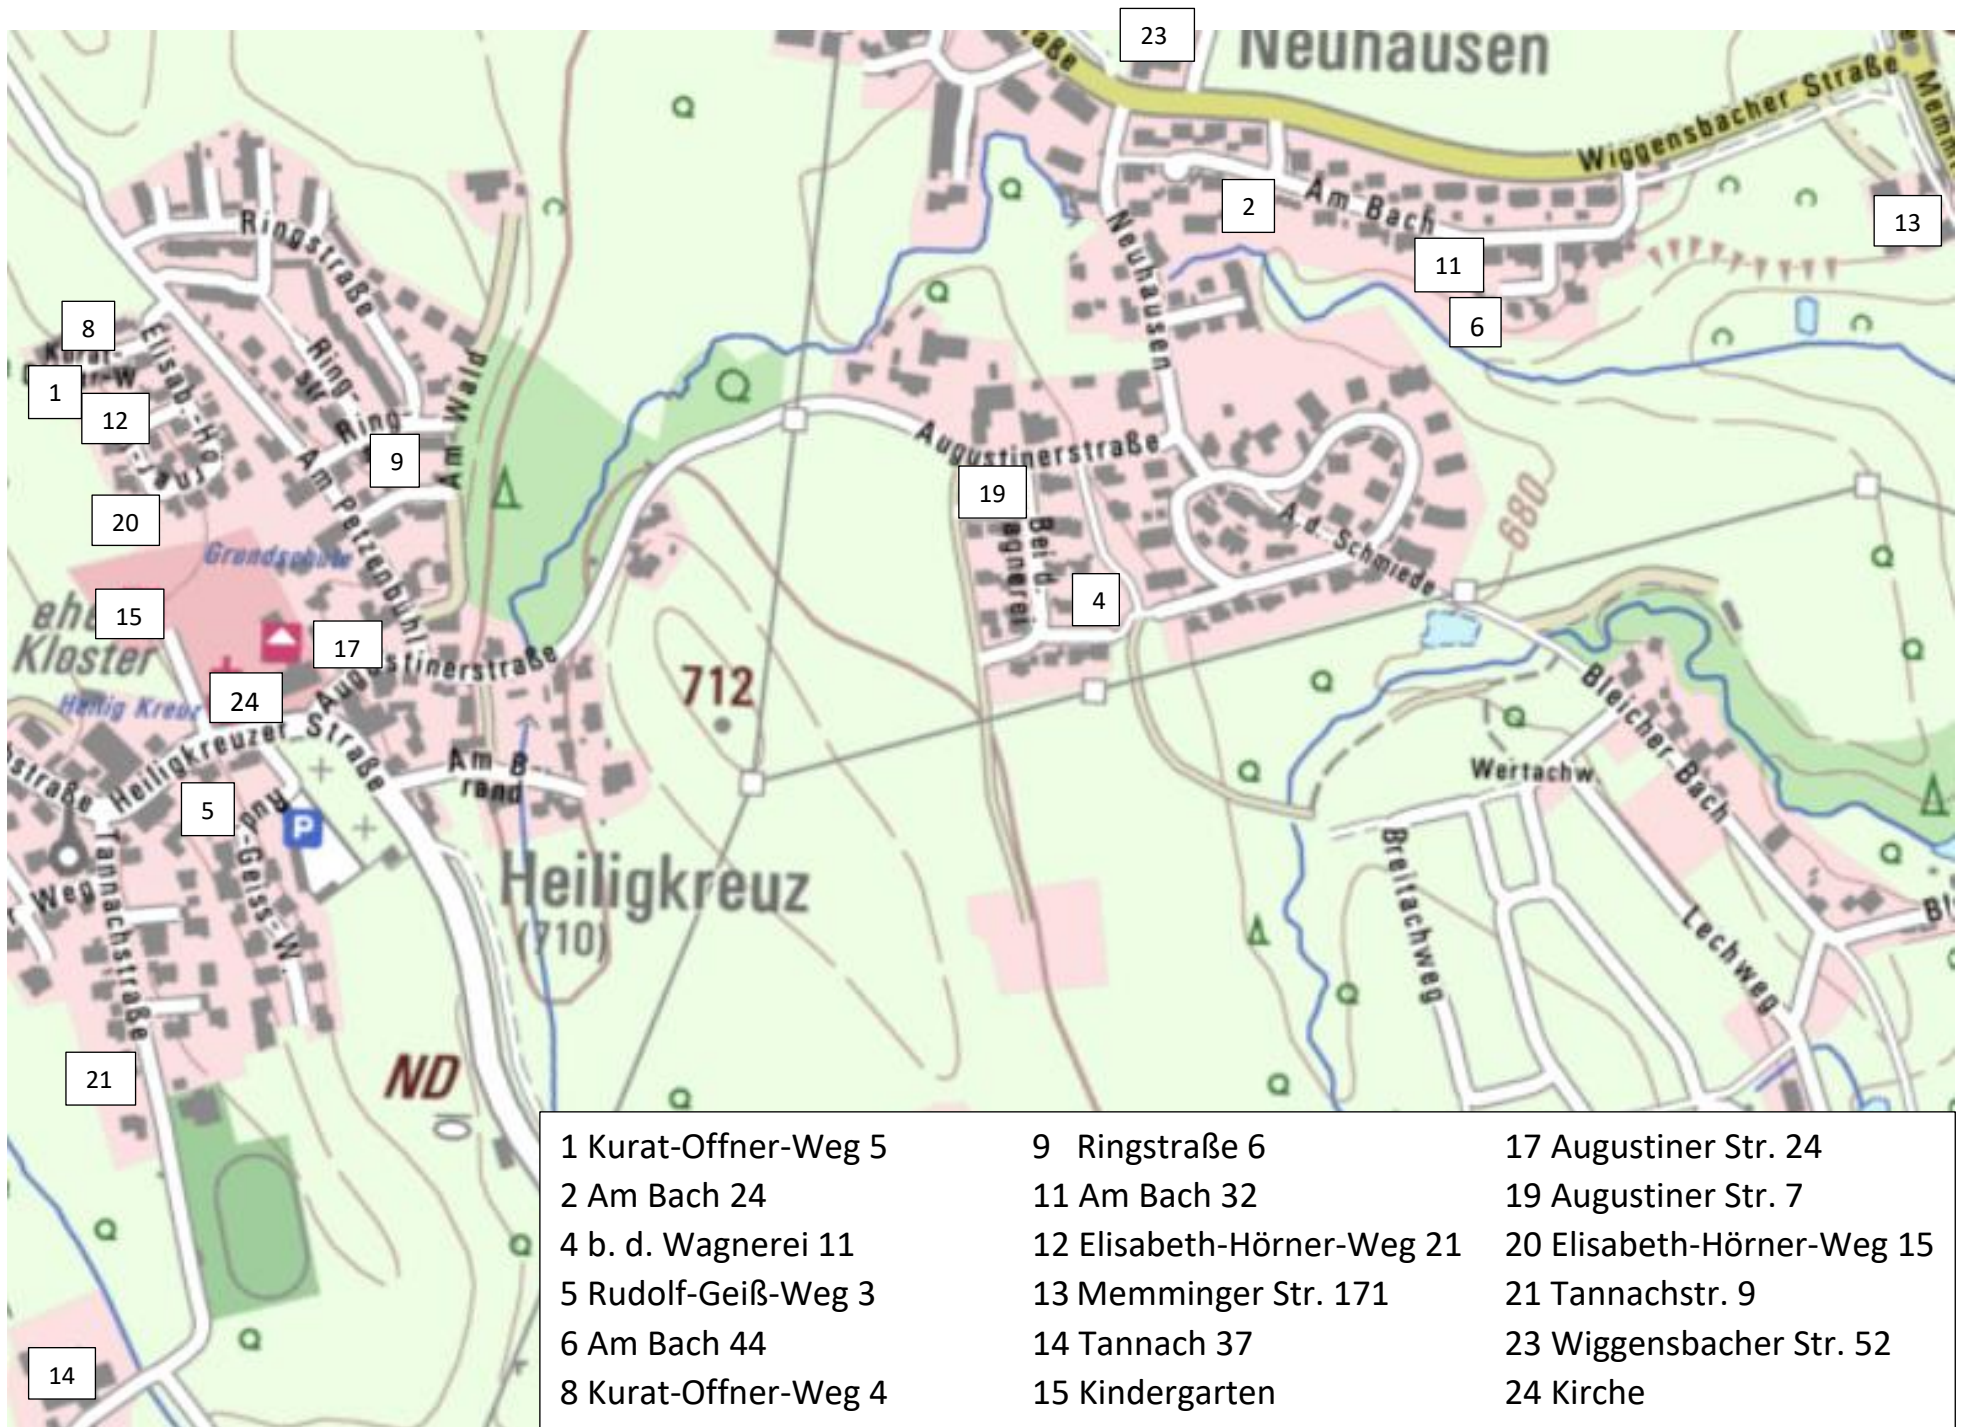 23
Neuhausen
Wiggensbacher Straße
2
Am Bach
13
11
6
Neuhausen
Ringstraße
8
Elisab.-Hö
1
12
Ring-
Ring-
Am Wald
9
Augustinerstraße
19
20
Am Petzenbühl
A.d. Schmiede
680
Bei d.
4
Grundschule
15
Kloster
17
Augustinerstraße
24
Heilig Kreuz
712
Bleicher-Bach
Heiligkreuzer Straße
Am B-
rand
5
Rud.-Geiss-W.
P
Wertachw.
Breitachweg
Lechweg
Heiligkreuz
(710)
Weg
Tannachstraße
21
ND
14
1 Kurat-Offner-Weg 5
2 Am Bach 24
4 b. d. Wagnerei 11
5 Rudolf-Geiß-Weg 3
6 Am Bach 44
8 Kurat-Offner-Weg 4
9 Ringstraße 6
11 Am Bach 32
12 Elisabeth-Hörner-Weg 21
13 Memminger Str. 171
14 Tannach 37
15 Kindergarten
17 Augustiner Str. 24
19 Augustiner Str. 7
20 Elisabeth-Hörner-Weg 15
21 Tannachstr. 9
23 Wiggensbacher Str. 52
24 Kirche